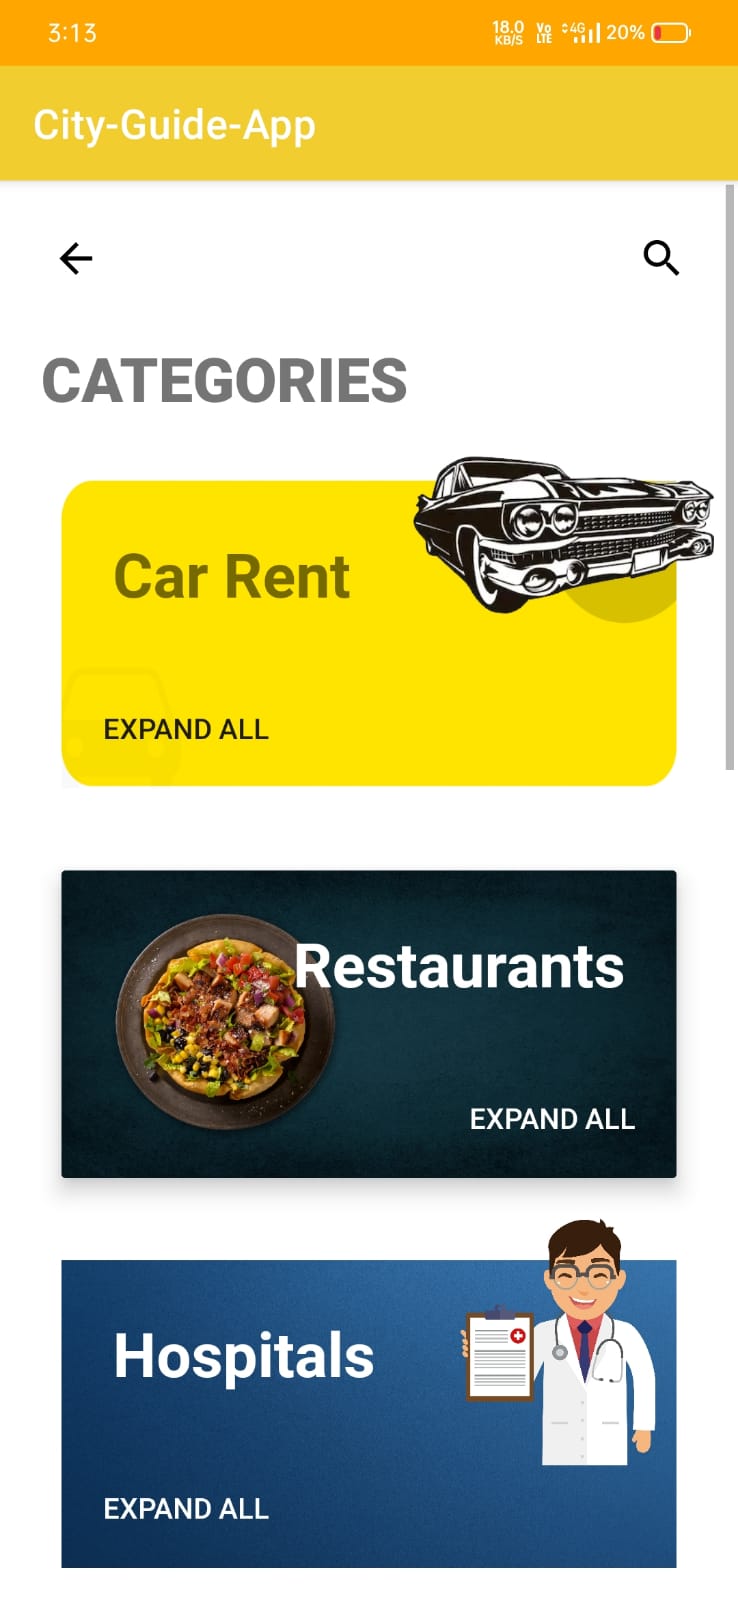 3:13
18.0 KB/S Vo LTE 4G 20%
City-Guide-App
CATEGORIES
Car Rent
EXPAND ALL
Restaurants
EXPAND ALL
Hospitals
EXPAND ALL